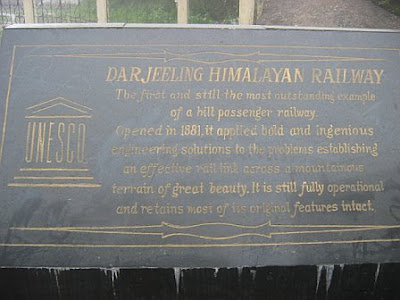 DARJEELING HIMALAYAN RAILWAY
The first and still the most outstanding example
of a hill passenger railway.
Opened in 1881, it applied bold and ingenious
engineering solutions to the problems establishing
an effective rail link across a mountainous
terrain of great beauty. It is still fully operational
and retains most of its original features intact.
UNESCO